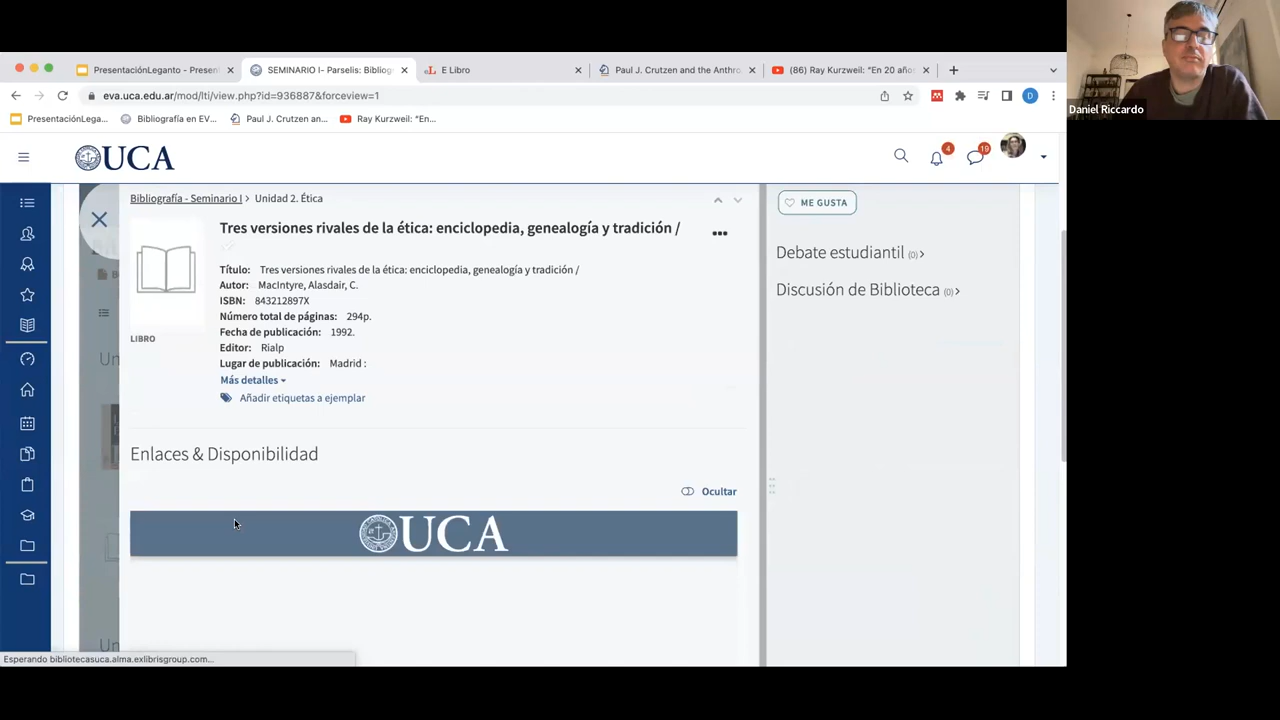 PresentaciónLeganto - Present
SEMINARIO I- Parselis: Bibliog
E Libro
Paul J. Crutzen and the Anthro
(86) Ray Kurzweil: "En 20 años
eva.uca.edu.ar/mod/lti/view.php?id=936887&forceview=1
D
PresentaciónLega...
Bibliografía en EV...
Paul J. Crutzen an...
Ray Kurzweil: "En...
Daniel Riccardo
UCA
4
19
Bibliografía - Seminario I > Unidad 2. Ética
ME GUSTA
Tres versiones rivales de la ética: enciclopedia, genealogía y tradición /
Debate estudiantil (0)>
Título: Tres versiones rivales de la ética: enciclopedia, genealogía y tradición /
Autor: MacIntyre, Alasdair, C.
Discusión de Biblioteca (0)>
ISBN: 843212897X
Número total de páginas: 294p.
Fecha de publicación: 1992.
LIBRO
Editor: Rialp
Lugar de publicación: Madrid :
Más detalles
Añadir etiquetas a ejemplar
Enlaces & Disponibilidad
Ocultar
UCA
Esperando bibliotecasuca.alma.exlibrisgroup.com...